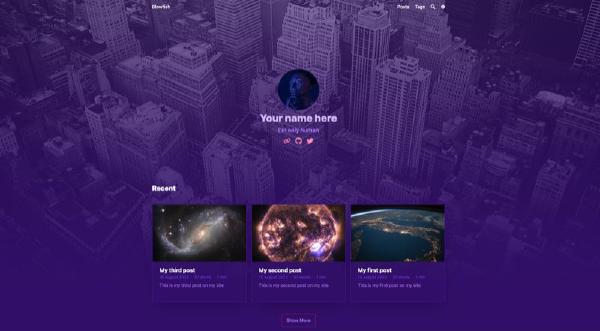 Blowfish
Posts Tags
Your name here
I'm only human
Recent
My third post
This is my third post on my site
My second post
This is my second post on my site
My first post
This is my first post on my site
Show More